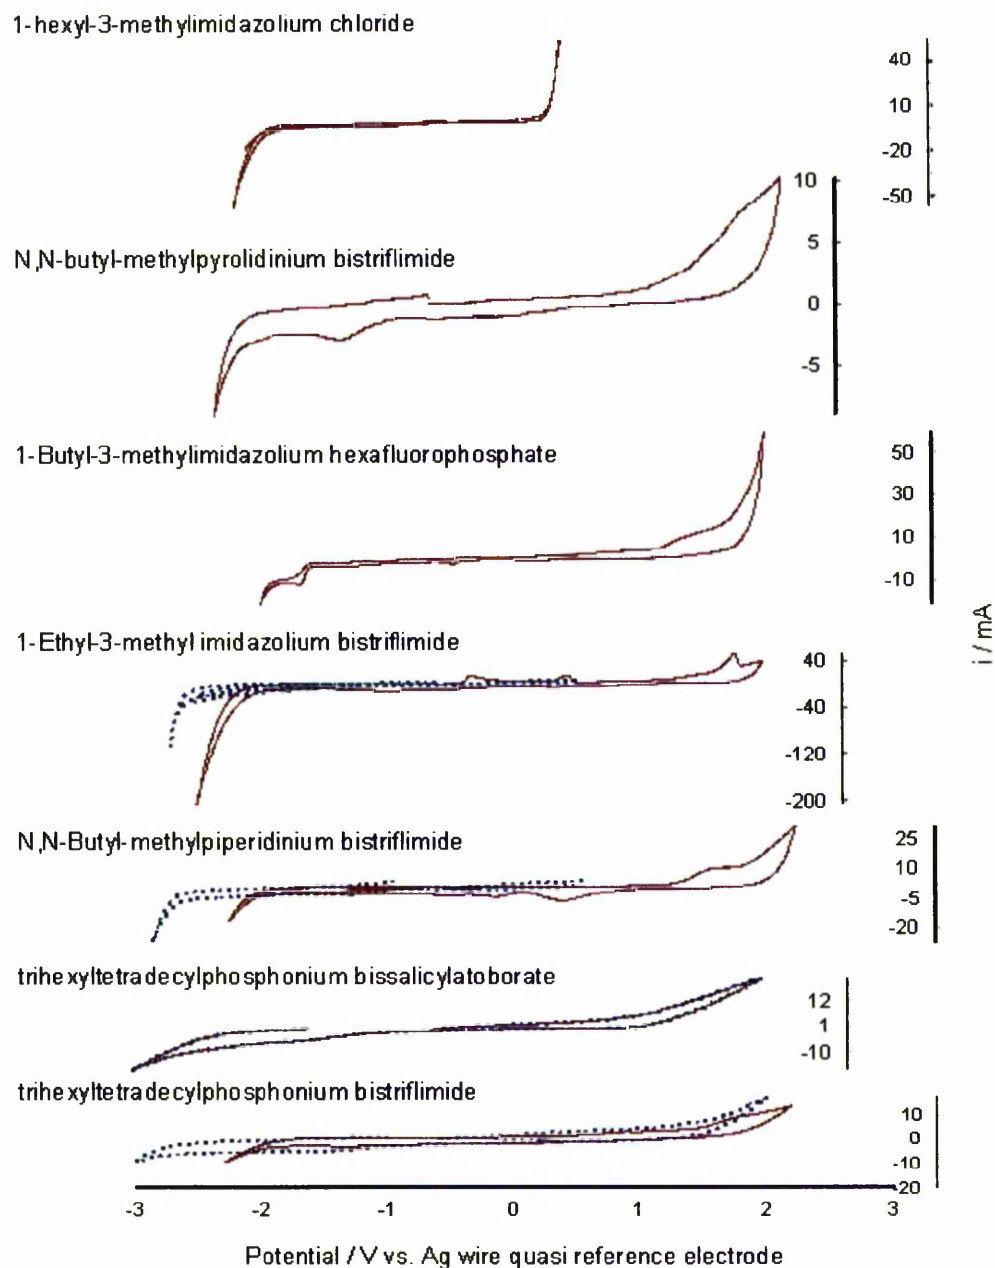 1-hexyl-3-methylimidazolium chloride
40
10
-20
-50
10
N,N-butyl-methylpyrolidinium bistriflimide
5
0
-5
1-Butyl-3-methylimidazolium hexafluorophosphate
50
30
10
-10
i / mA
1-Ethyl-3-methyl imidazolium bistriflimide
40
-40
-120
-200
N,N-Butyl-methylpiperidinium bistriflimide
25
10
-5
-20
trihexyltetradecylphosphonium bissalicylatoborate
12
1
-10
trihexyltetradecylphosphonium bistriflimide
10
0
-10
-20
-3 -2 -1 0 1 2 3
Potential / V vs. Ag wire quasi reference electrode